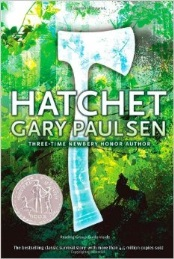 HATCHET
GARY PAULSEN
THREE-TIME NEWBERY HONOR AUTHOR
The bestselling classic survival story with more than 4.5 million copies sold